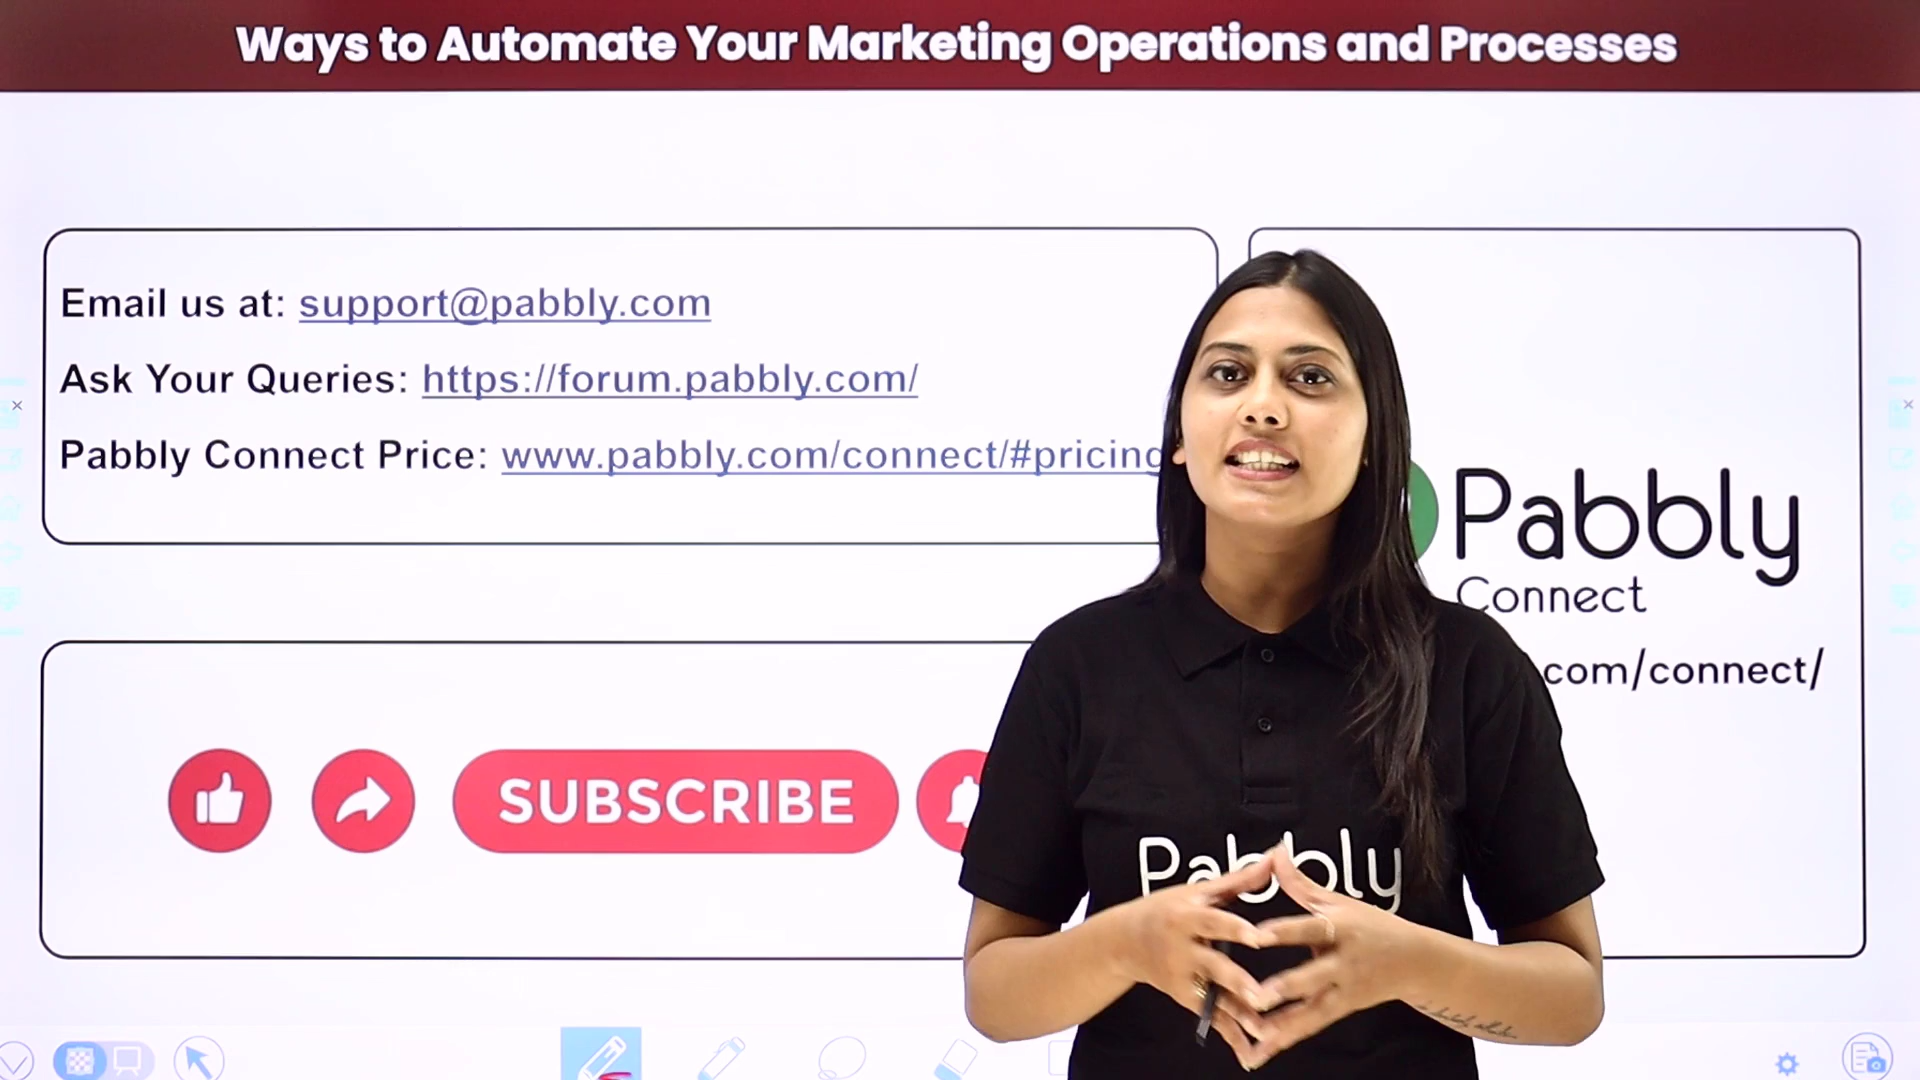 Ways to Automate Your Marketing Operations and Processes
Email us at: support@pabbly.com
Ask Your Queries: https://forum.pabbly.com/
Pabbly Connect Price: www.pabbly.com/connect/#pricing
Pabbly
Connect
.com/connect/
SUBSCRIBE
Pabbly